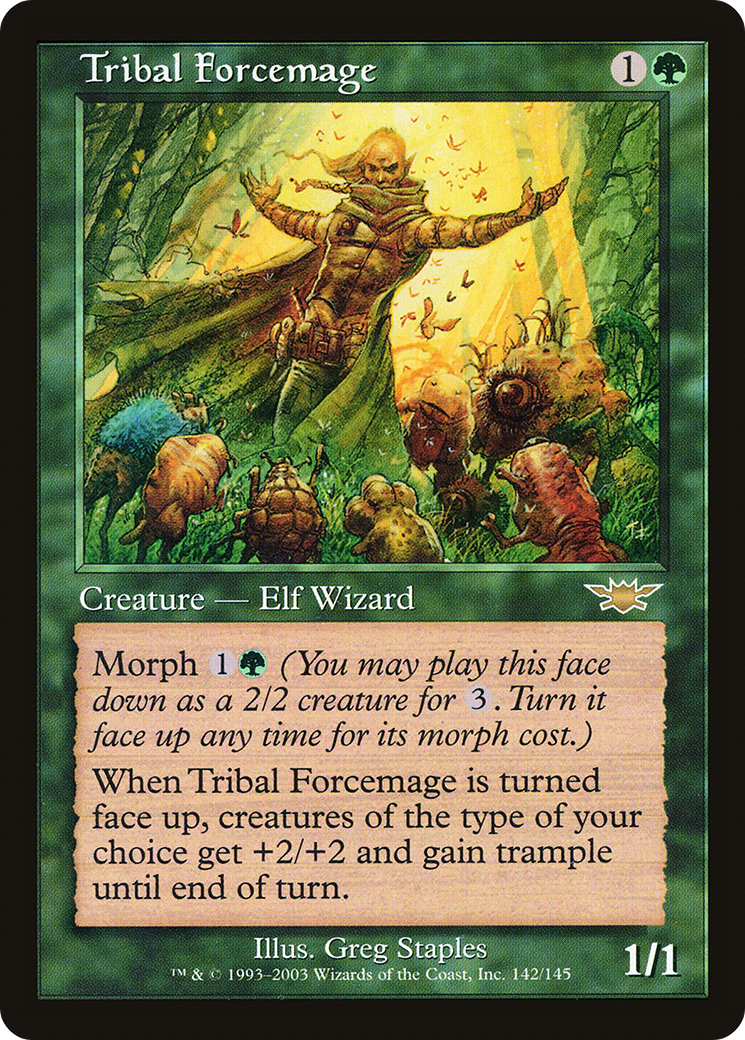 Tribal Forcemage 1
Creature — Elf Wizard
Morph 1 (You may play this face
down as a 2/2 creature for 3. Turn it
face up any time for its morph cost.)
When Tribal Forcemage is turned
face up, creatures of the type of your
choice get +2/+2 and gain trample
until end of turn.
Illus. Greg Staples
™ & © 1993–2003 Wizards of the Coast, Inc. 142/145
1/1